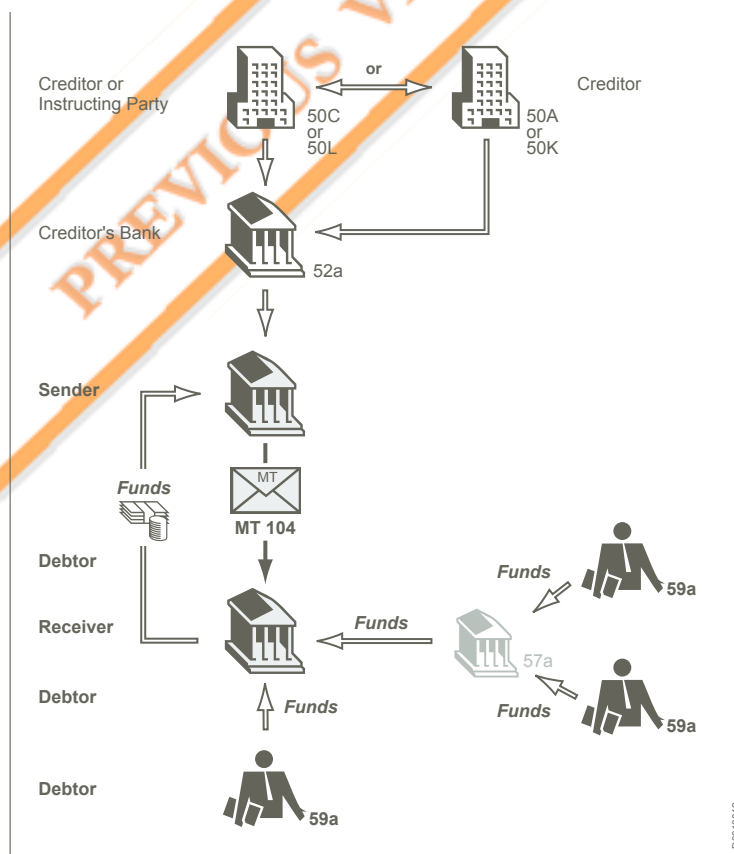 PREVIOUS V
Creditor or
Instructing Party
50C
or
50L
or
50A
or
50K
Creditor
Creditor's Bank
52a
Sender
Funds
MT
MT 104
Debtor
Receiver
Funds
57a
Funds
59a
Funds
59a
Debtor
Funds
Debtor
59a